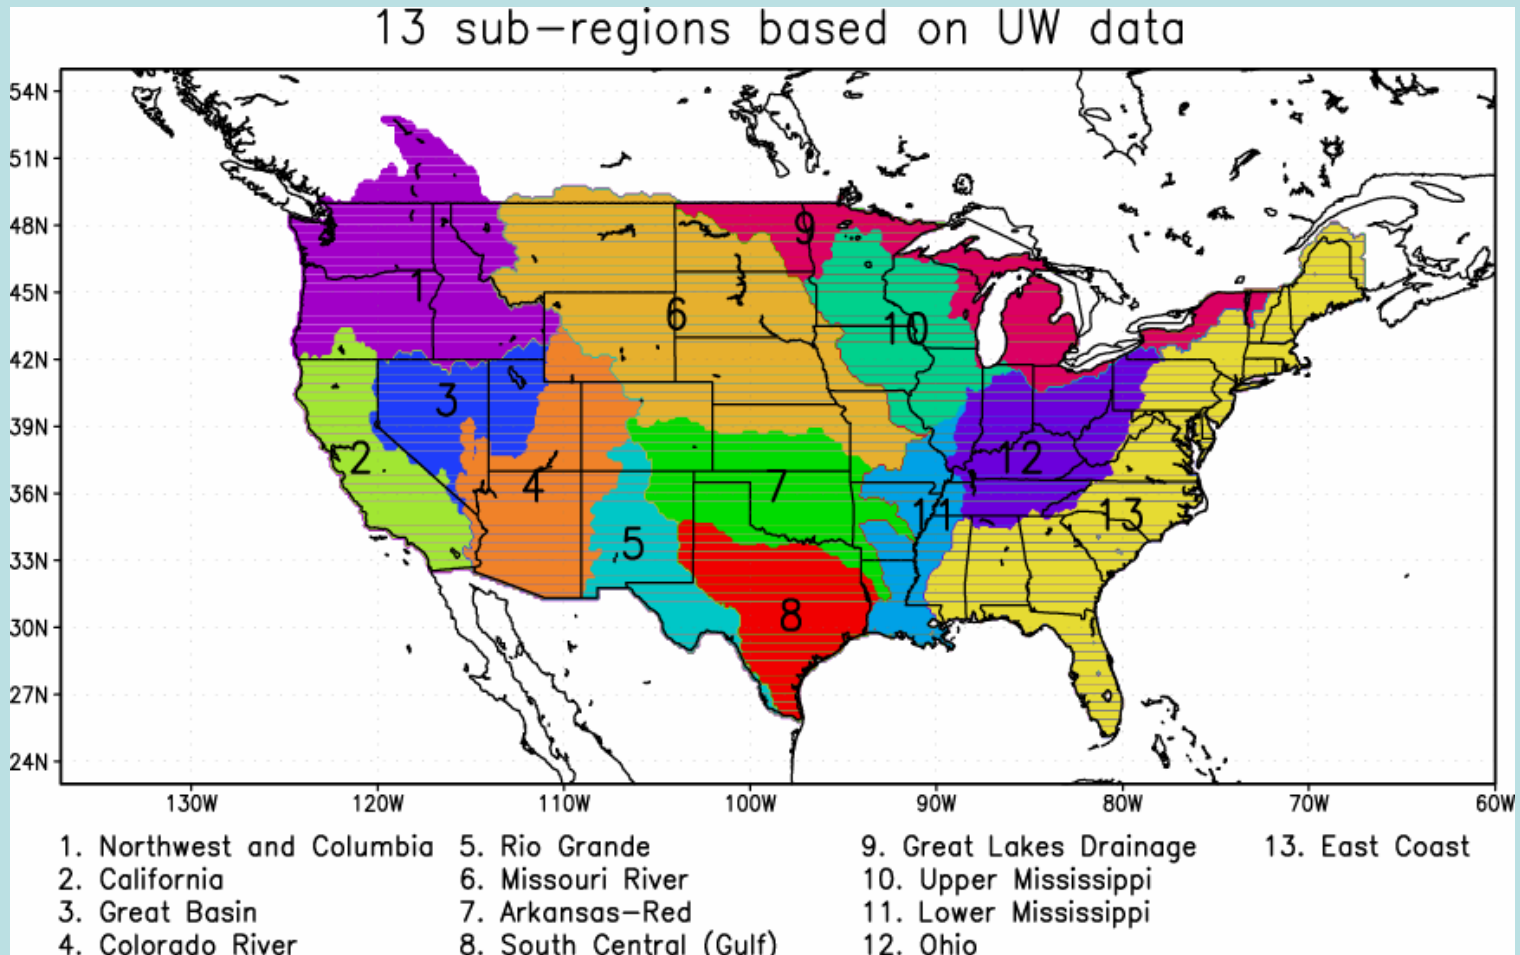 13 sub-regions based on UW data
54N
51N
48N
45N
42N
39N
36N
33N
30N
27N
24N
130W 120W 110W 100W 90W 80W 70W 60W
1
2
3
4
5
6
7
8
9
10
11
12
13
1. Northwest and Columbia 5. Rio Grande 9. Great Lakes Drainage 13. East Coast
2. California 6. Missouri River 10. Upper Mississippi
3. Great Basin 7. Arkansas-Red 11. Lower Mississippi
4. Colorado River 8. South Central (Gulf) 12. Ohio